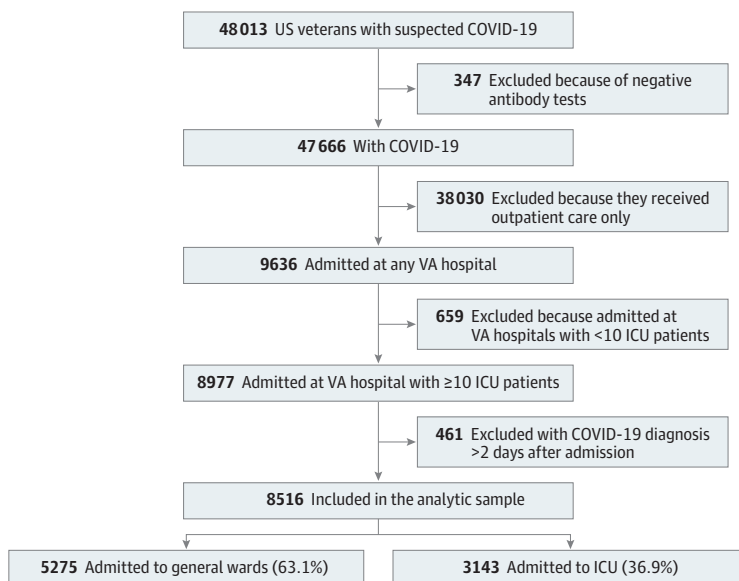 48013 US veterans with suspected COVID-19
347 Excluded because of negative
antibody tests
47666 With COVID-19
38030 Excluded because they received
outpatient care only
9636 Admitted at any VA hospital
659 Excluded because admitted at
VA hospitals with <10 ICU patients
8977 Admitted at VA hospital with ≥10 ICU patients
461 Excluded with COVID-19 diagnosis
>2 days after admission
8516 Included in the analytic sample
5275 Admitted to general wards (63.1%)
3143 Admitted to ICU (36.9%)